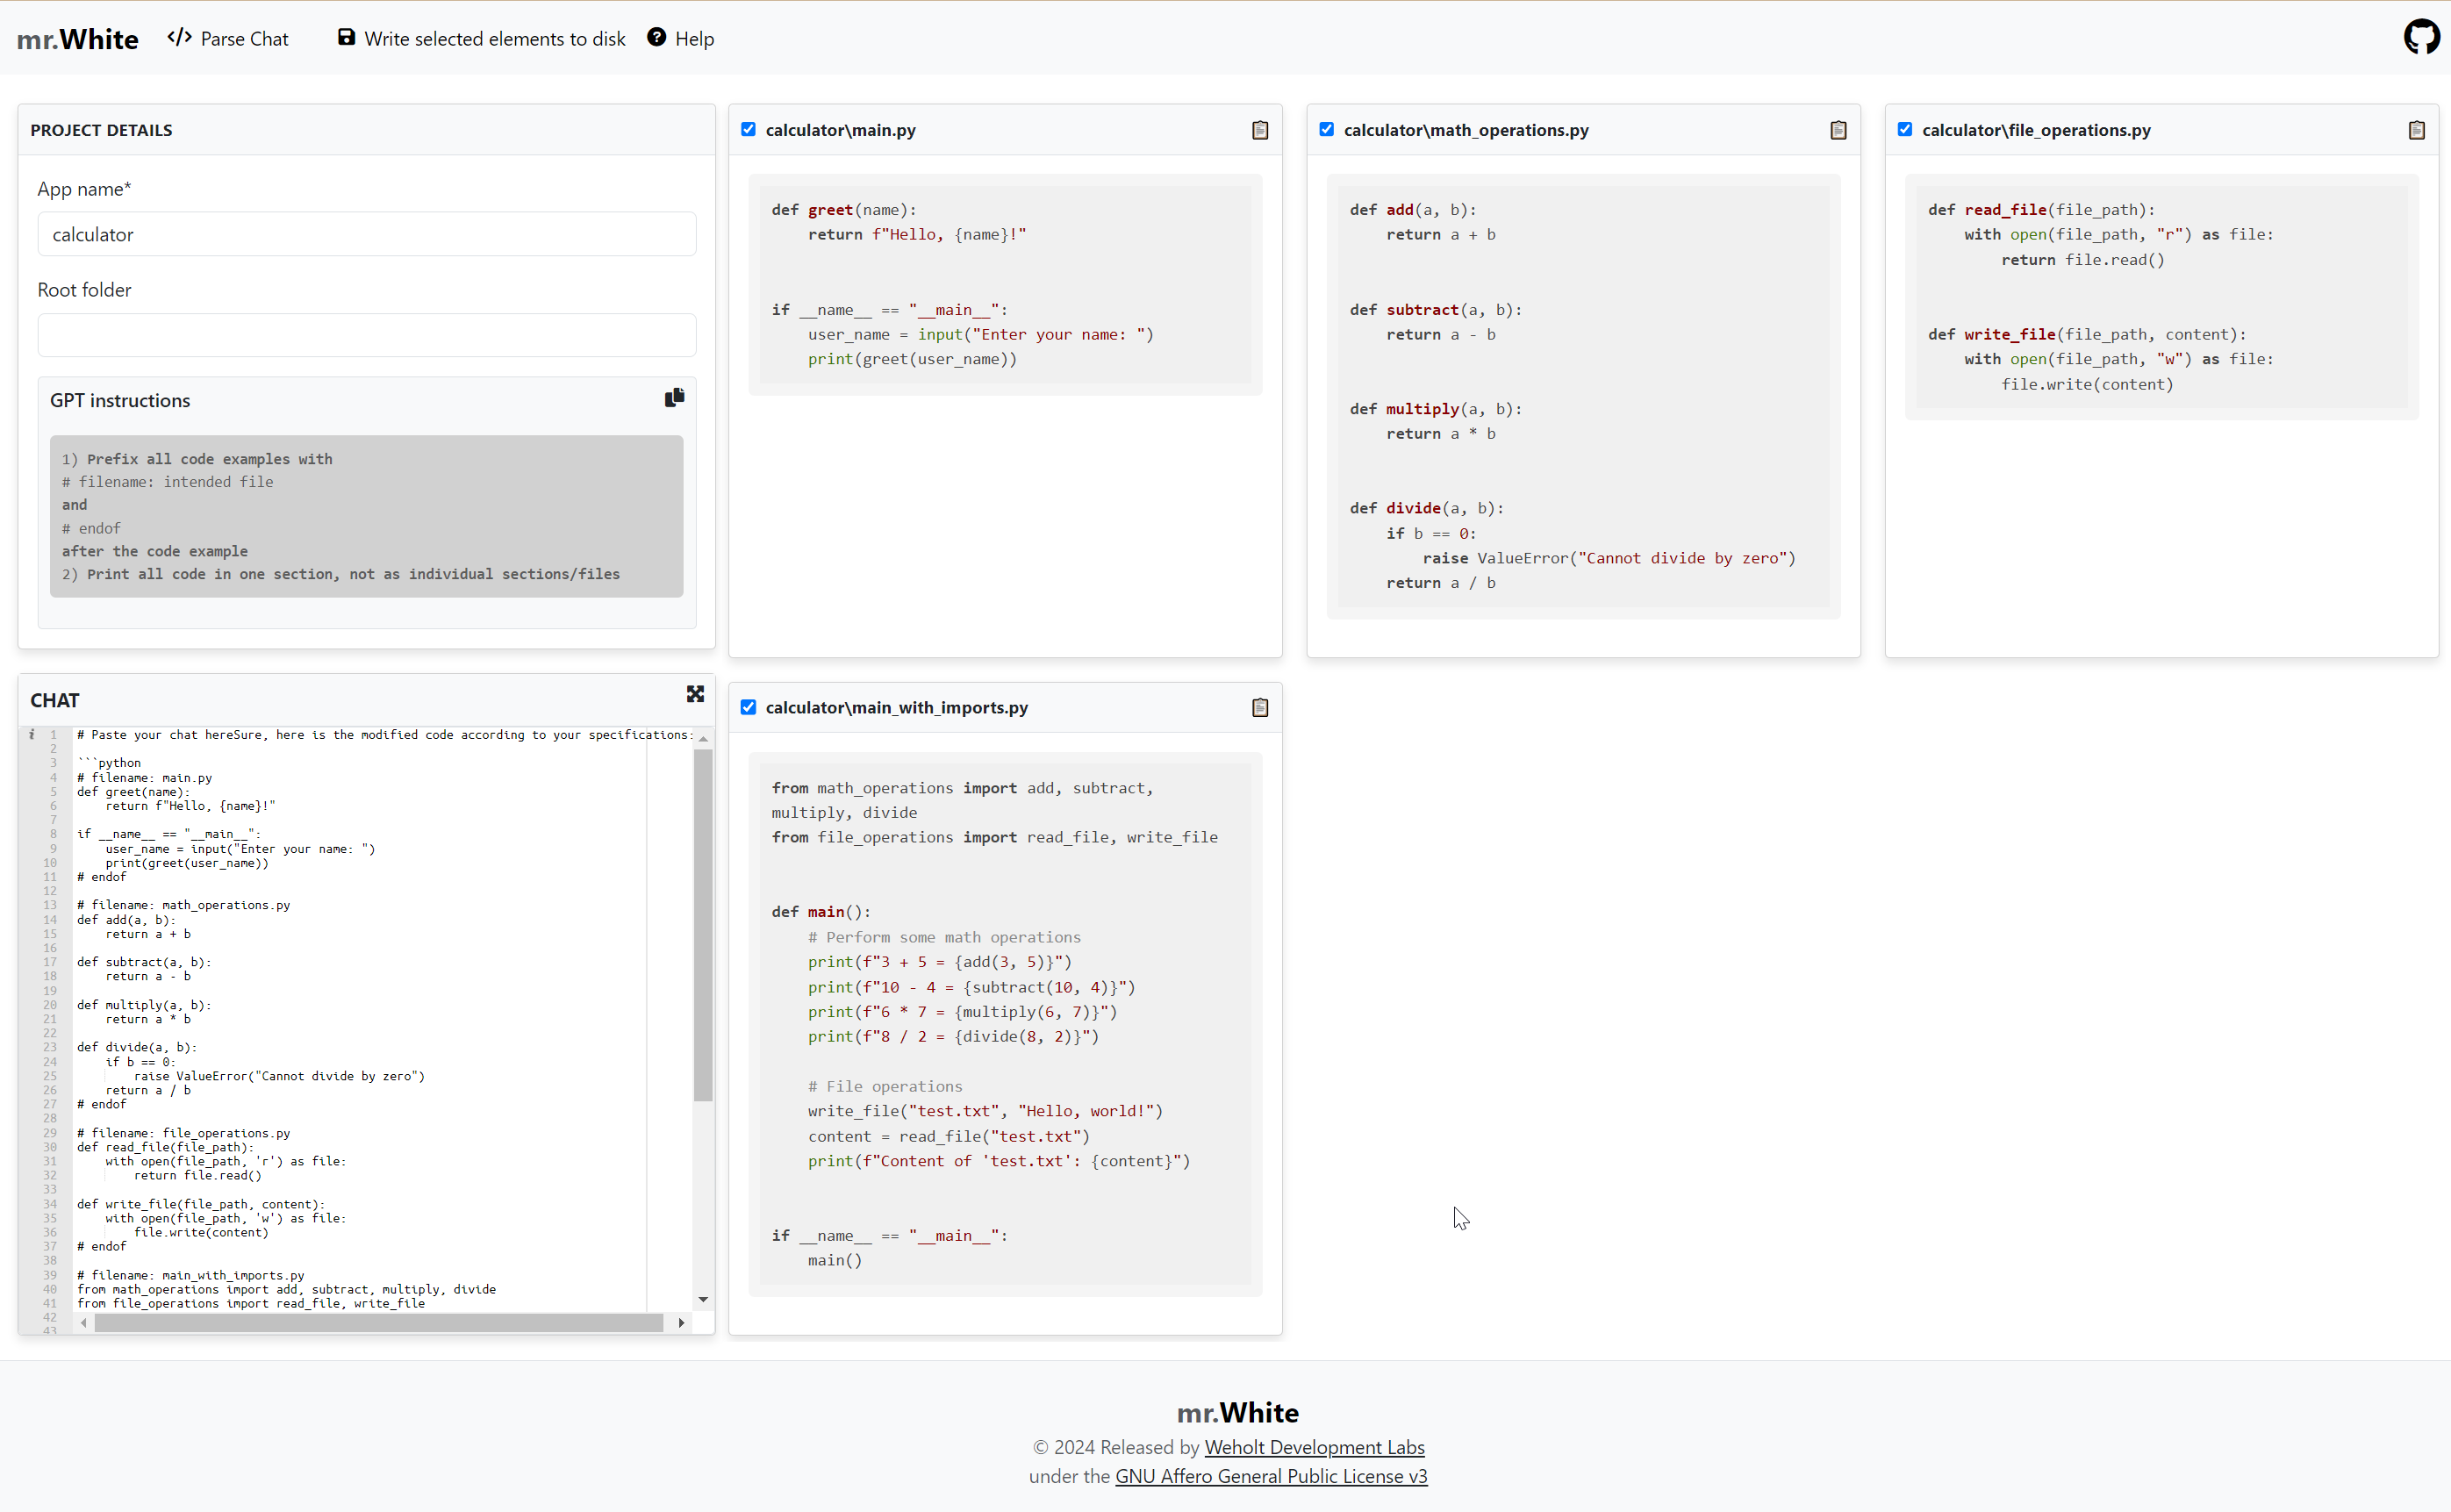 mr.White
Parse Chat
Write selected elements to disk
Help
PROJECT DETAILS
App name*
calculator
Root folder
GPT instructions
1) Prefix all code examples with
# filename: intended file
and
# endof
after the code example
2) Print all code in one section, not as individual sections/files
calculator\main.py
def greet(name):
    return f"Hello, {name}!"
if __name__ == "__main__":
    user_name = input("Enter your name: ")
    print(greet(user_name))
calculator\math_operations.py
def add(a, b):
    return a + b
def subtract(a, b):
    return a - b
def multiply(a, b):
    return a * b
def divide(a, b):
    if b == 0:
        raise ValueError("Cannot divide by zero")
    return a / b
calculator\file_operations.py
def read_file(file_path):
    with open(file_path, "r") as file:
        return file.read()
def write_file(file_path, content):
    with open(file_path, "w") as file:
        file.write(content)
CHAT
1 # Paste your chat hereSure, here is the modified code according to your specifications:
2
3 ```python
4 # filename: main.py
5 def greet(name):
6     return f"Hello, {name}!"
7
8 if __name__ == "__main__":
9     user_name = input("Enter your name: ")
10     print(greet(user_name))
11 # endof
12
13 # filename: math_operations.py
14 def add(a, b):
15     return a + b
16
17 def subtract(a, b):
18     return a - b
19
20 def multiply(a, b):
21     return a * b
22
23 def divide(a, b):
24     if b == 0:
25         raise ValueError("Cannot divide by zero")
26     return a / b
27 # endof
28
29 # filename: file_operations.py
30 def read_file(file_path):
31     with open(file_path, 'r') as file:
32         return file.read()
33
34 def write_file(file_path, content):
35     with open(file_path, 'w') as file:
36         file.write(content)
37 # endof
38
39 # filename: main_with_imports.py
40 from math_operations import add, subtract, multiply, divide
41 from file_operations import read_file, write_file
42
43
calculator\main_with_imports.py
from math_operations import add, subtract,
multiply, divide
from file_operations import read_file, write_file
def main():
    # Perform some math operations
    print(f"3 + 5 = {add(3, 5)}")
    print(f"10 - 4 = {subtract(10, 4)}")
    print(f"6 * 7 = {multiply(6, 7)}")
    print(f"8 / 2 = {divide(8, 2)}")
    # File operations
    write_file("test.txt", "Hello, world!")
    content = read_file("test.txt")
    print(f"Content of 'test.txt': {content}")
if __name__ == "__main__":
    main()
mr.White
© 2024 Released by Weholt Development Labs
under the GNU Affero General Public License v3